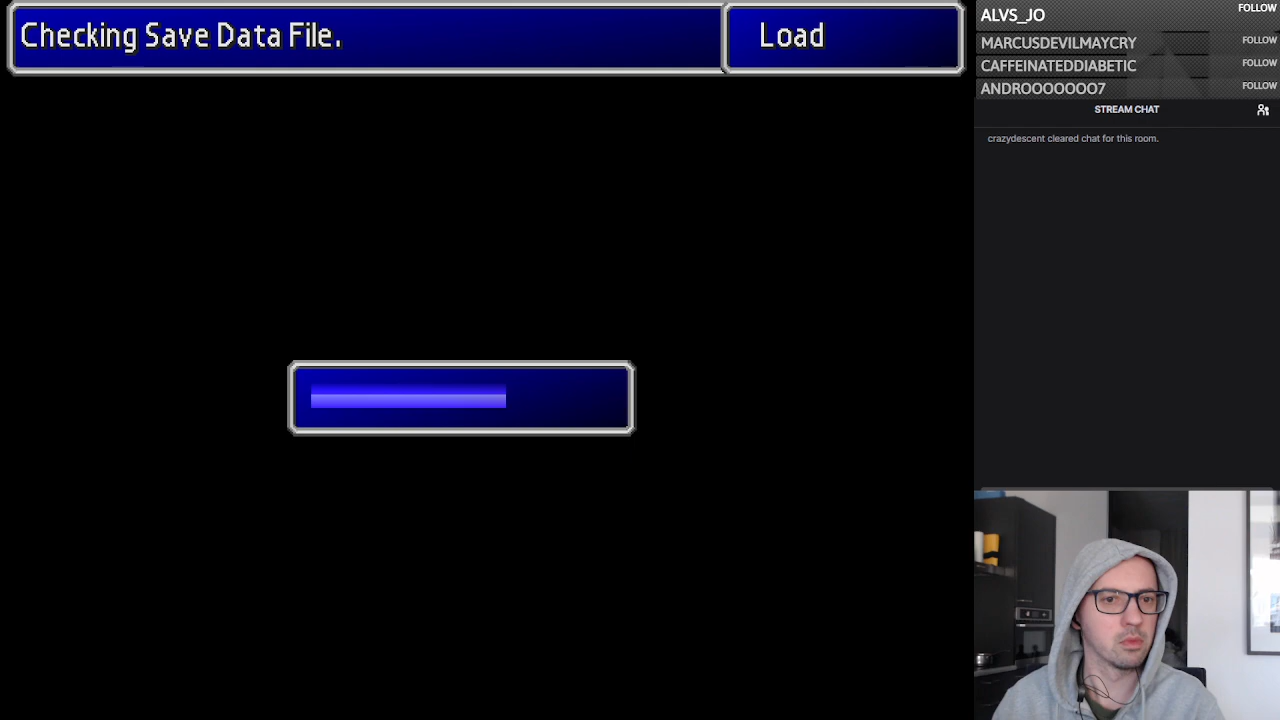 Checking Save Data File.
Load
ALVS_JO FOLLOW
MARCUSDEVILMAYCRY FOLLOW
CAFFEINATEDDIABETIC FOLLOW
ANDROOOOOOO7 FOLLOW
STREAM CHAT
crazydescent cleared chat for this room.